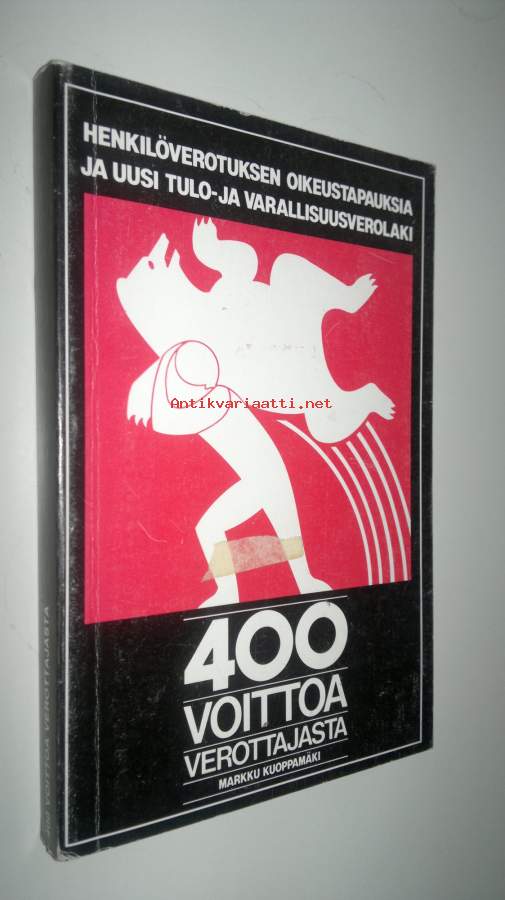 HENKILÖVEROTUKSEN OIKEUSTAPAUKSIA
JA UUSI TULO-JA VARALLISUUSVEROLAKI
Antikvariaatti.net
400
VOITTOA
VEROTTAJASTA
MARKKU KUOPPAMÄKI
400 VOITTOA VEROTTAJASTA